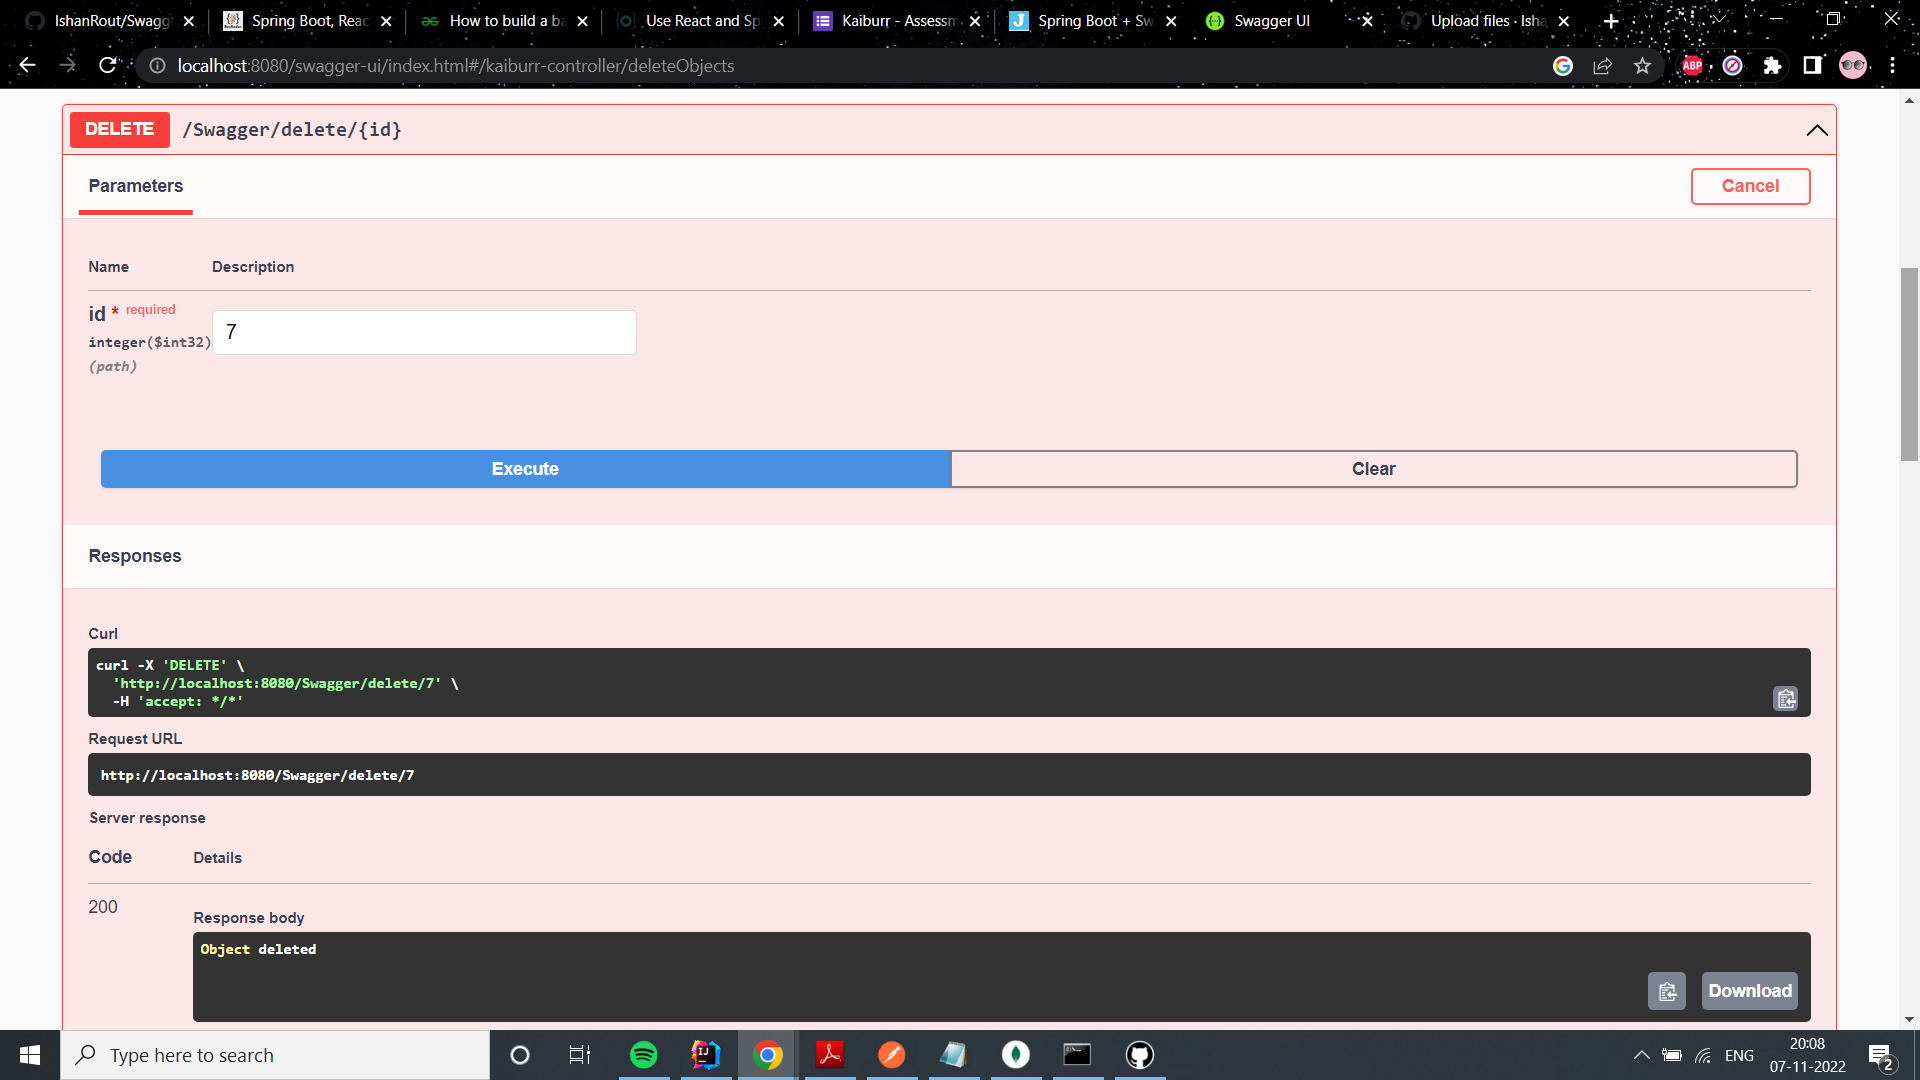 IshanRout/Swagg
Spring Boot, Reac
How to build a ba
Use React and Sp
Kaiburr - Assessm
Spring Boot + Sw
Swagger UI
Upload files · Isha
localhost:8080/swagger-ui/index.html#/kaiburr-controller/deleteObjects
ABP
DELETE /Swagger/delete/{id}
Parameters
Cancel
Name Description
id * required
integer($int32)
(path)
7
Execute
Clear
Responses
Curl
curl -X 'DELETE' \
'http://localhost:8080/Swagger/delete/7' \
-H 'accept: */*'
Request URL
http://localhost:8080/Swagger/delete/7
Server response
Code Details
200
Response body
Object deleted
Download
Type here to search
ENG
20:08
07-11-2022
2